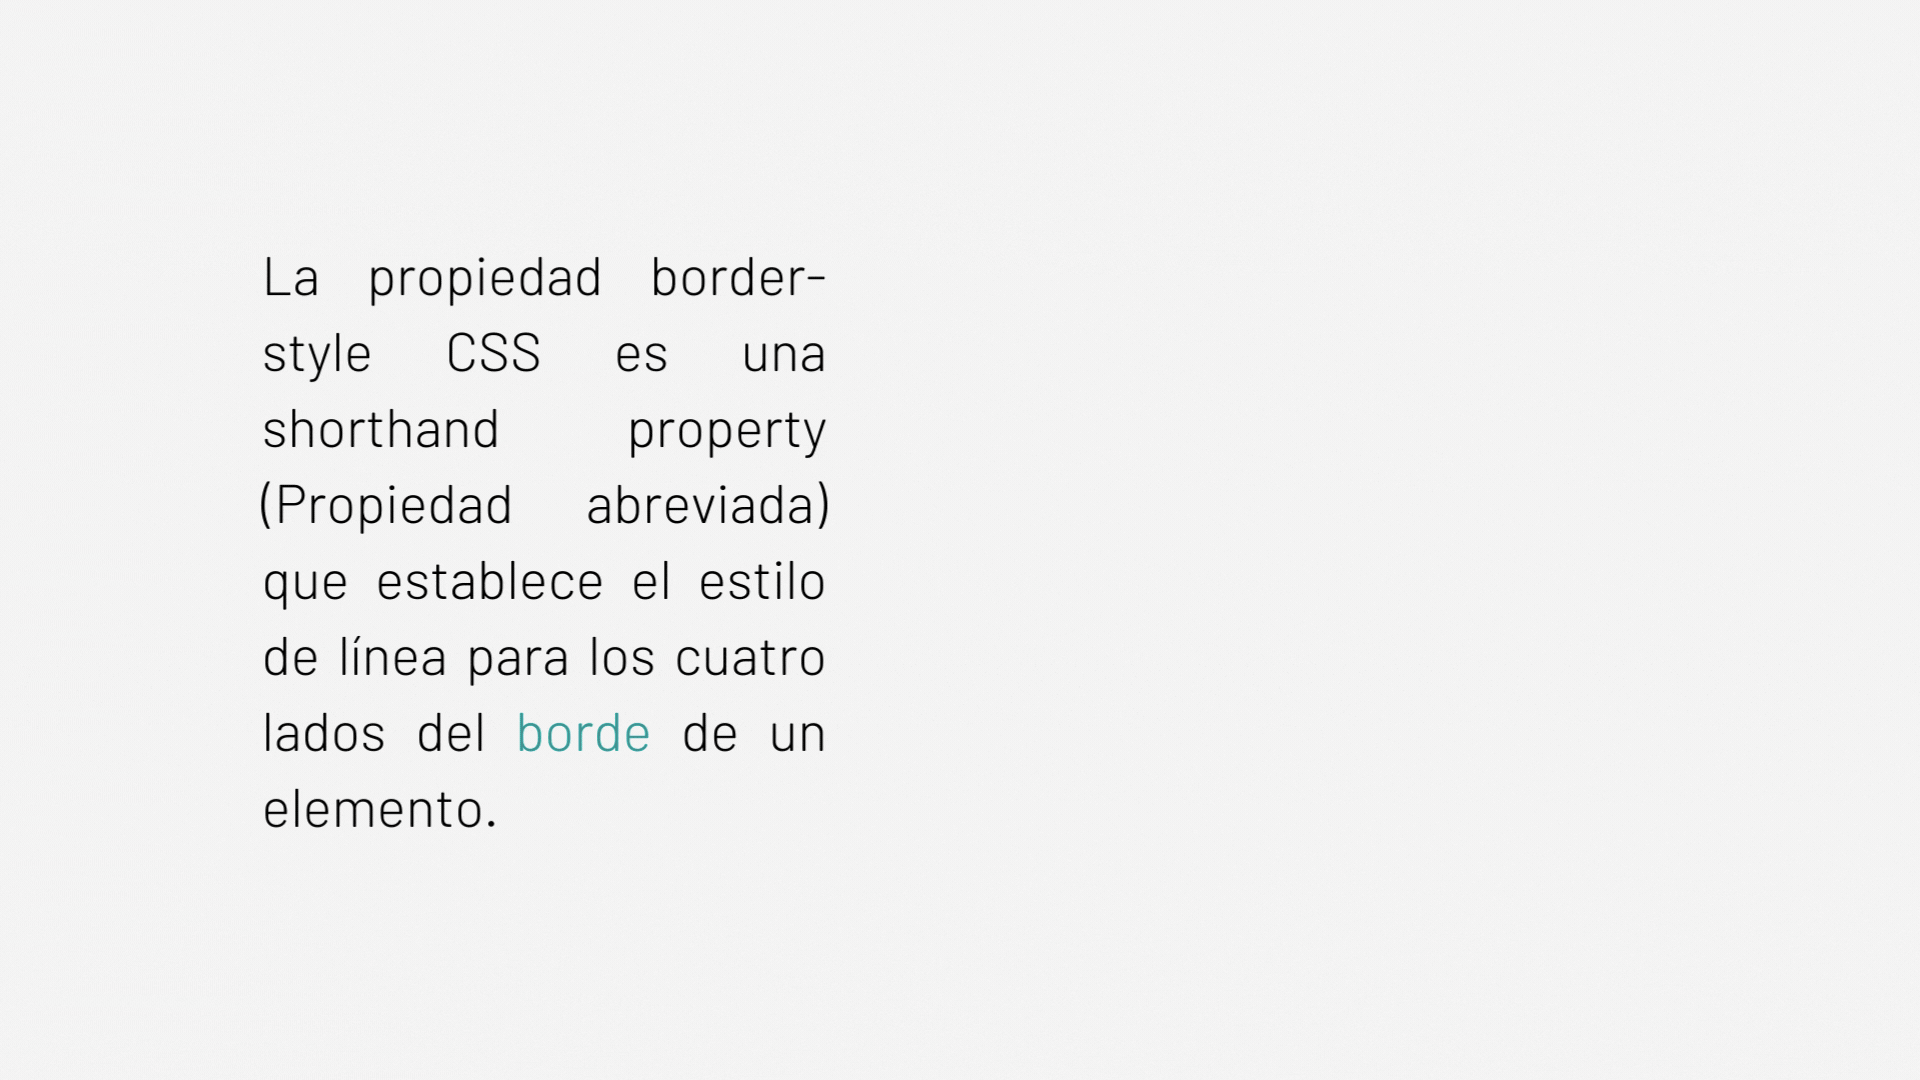 La propiedad border-
style CSS es una
shorthand property
(Propiedad abreviada)
que establece el estilo
de línea para los cuatro
lados del borde de un
elemento.